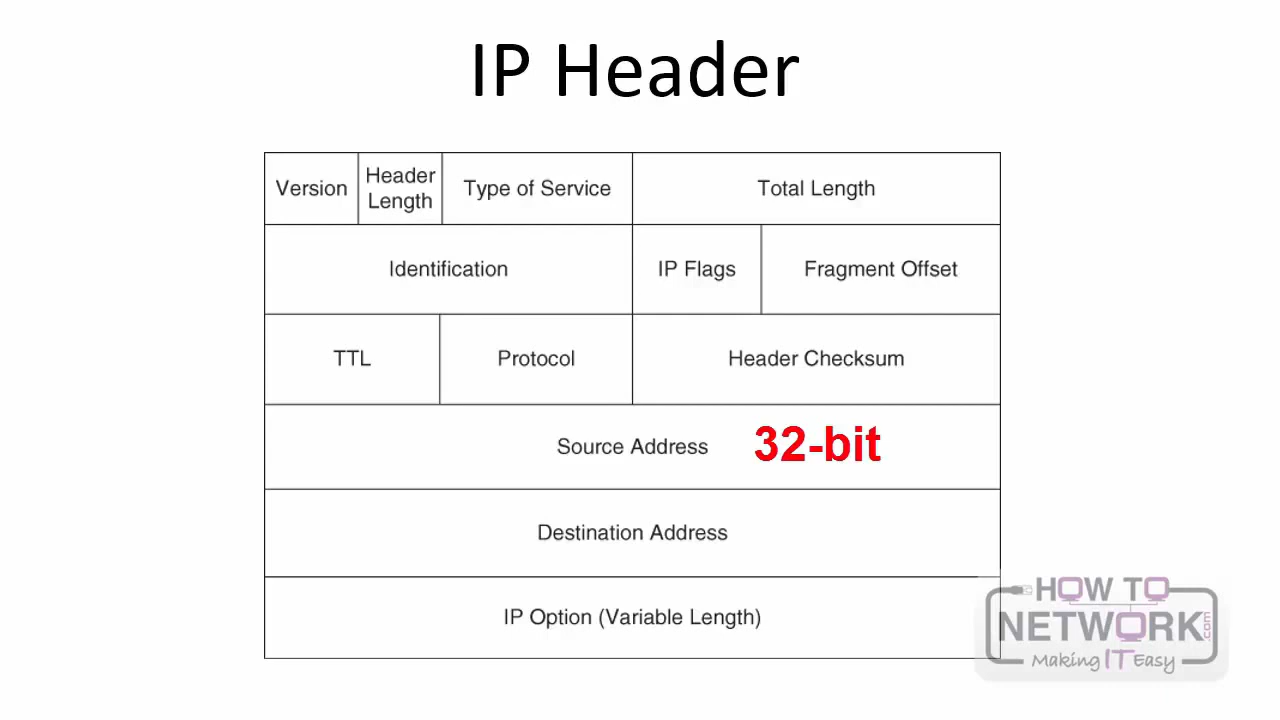 IP Header
Version
Header
Length
Type of Service
Total Length
Identification
IP Flags
Fragment Offset
TTL
Protocol
Header Checksum
Source Address
32-bit
Destination Address
IP Option (Variable Length)
HOW TO
NETWORK.com
Making IT Easy